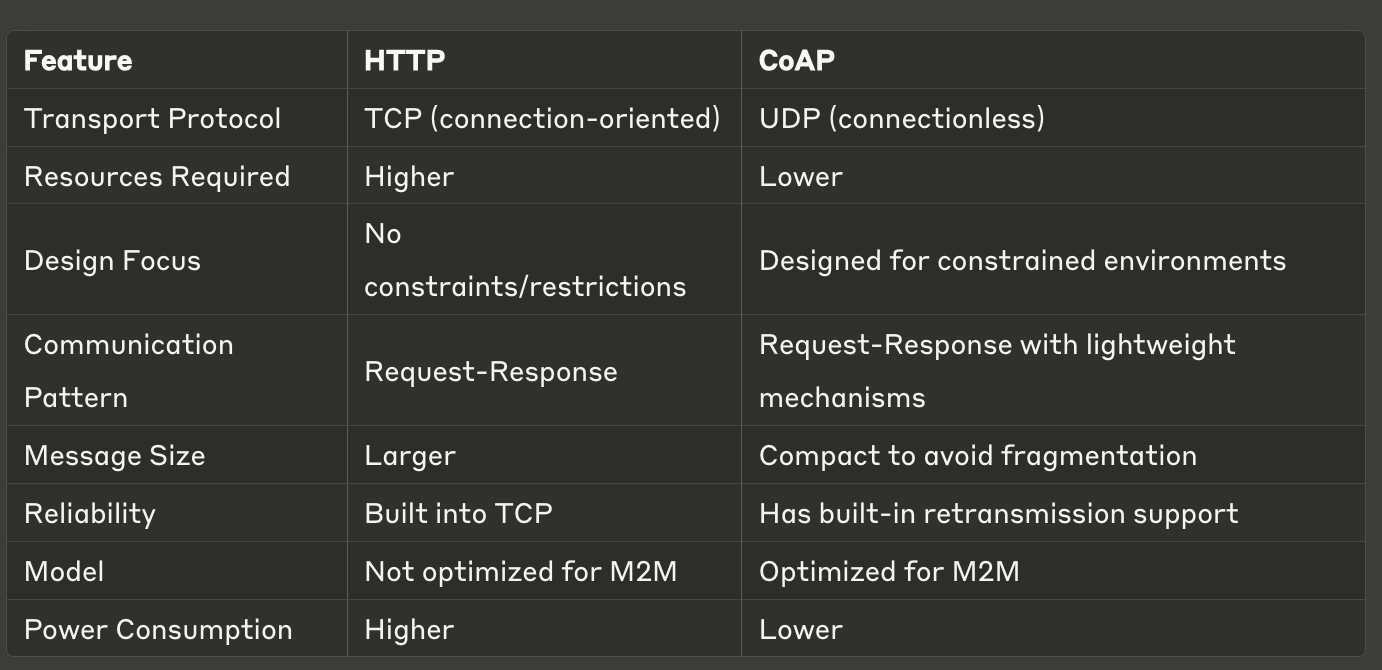 Feature HTTP CoAP
Transport Protocol TCP (connection-oriented) UDP (connectionless)
Resources Required Higher Lower
Design Focus No constraints/restrictions Designed for constrained environments
Communication Pattern Request-Response Request-Response with lightweight mechanisms
Message Size Larger Compact to avoid fragmentation
Reliability Built into TCP Has built-in retransmission support
Model Not optimized for M2M Optimized for M2M
Power Consumption Higher Lower